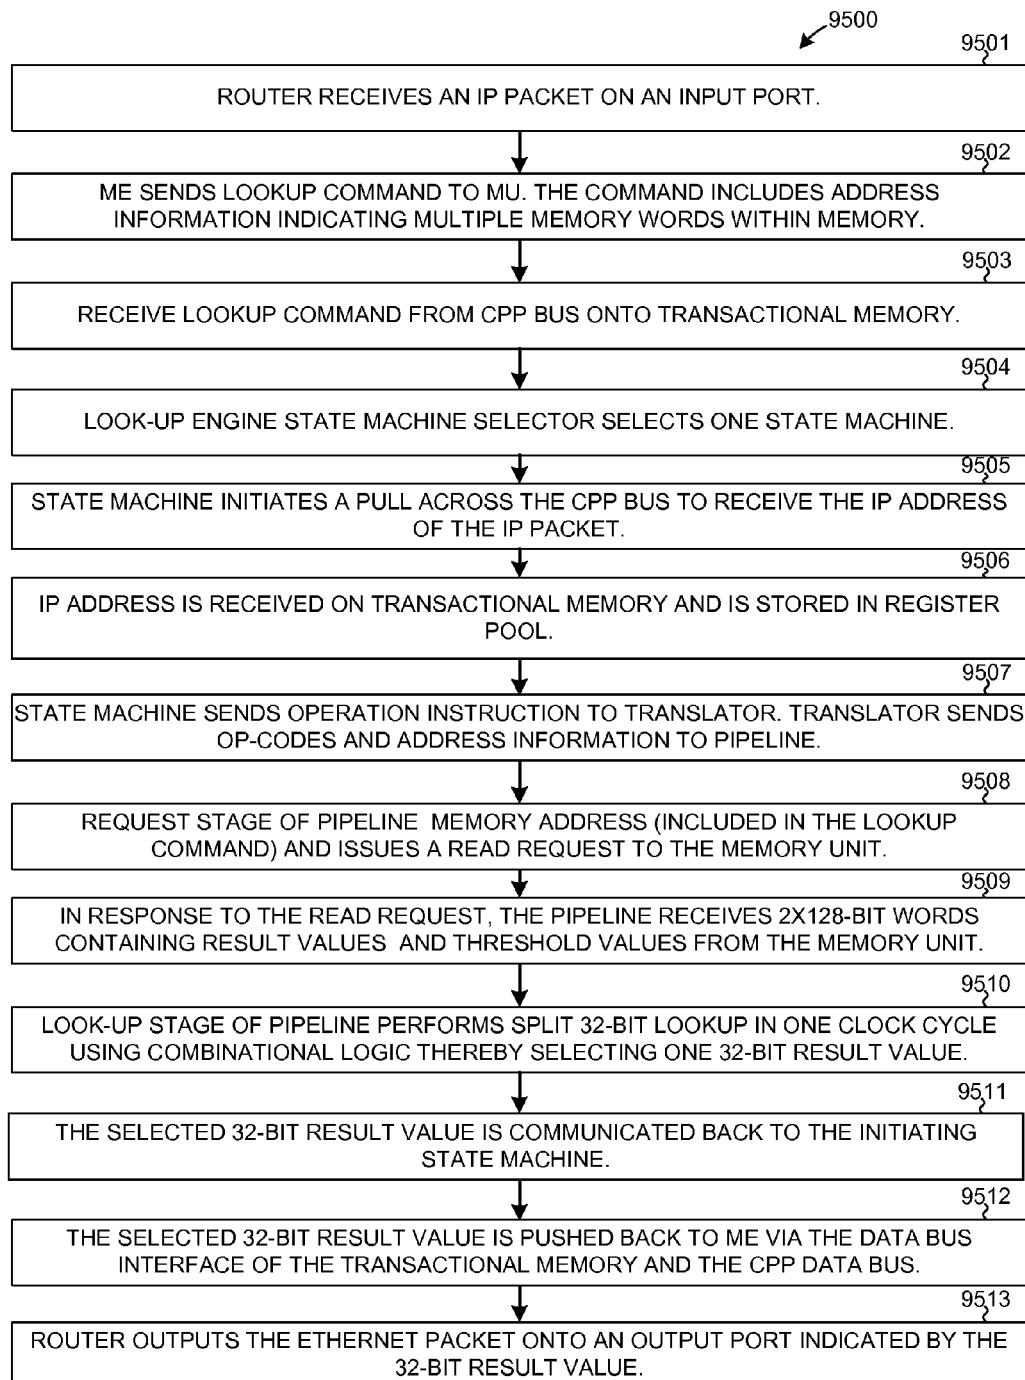 9500
9501
ROUTER RECEIVES AN IP PACKET ON AN INPUT PORT.
9502
ME SENDS LOOKUP COMMAND TO MU. THE COMMAND INCLUDES ADDRESS
INFORMATION INDICATING MULTIPLE MEMORY WORDS WITHIN MEMORY.
9503
RECEIVE LOOKUP COMMAND FROM CPP BUS ONTO TRANSACTIONAL MEMORY.
9504
LOOK-UP ENGINE STATE MACHINE SELECTOR SELECTS ONE STATE MACHINE.
9505
STATE MACHINE INITIATES A PULL ACROSS THE CPP BUS TO RECEIVE THE IP ADDRESS
OF THE IP PACKET.
9506
IP ADDRESS IS RECEIVED ON TRANSACTIONAL MEMORY AND IS STORED IN REGISTER
POOL.
9507
STATE MACHINE SENDS OPERATION INSTRUCTION TO TRANSLATOR. TRANSLATOR SENDS
OP-CODES AND ADDRESS INFORMATION TO PIPELINE.
9508
REQUEST STAGE OF PIPELINE MEMORY ADDRESS (INCLUDED IN THE LOOKUP
COMMAND) AND ISSUES A READ REQUEST TO THE MEMORY UNIT.
9509
IN RESPONSE TO THE READ REQUEST, THE PIPELINE RECEIVES 2X128-BIT WORDS
CONTAINING RESULT VALUES AND THRESHOLD VALUES FROM THE MEMORY UNIT.
9510
LOOK-UP STAGE OF PIPELINE PERFORMS SPLIT 32-BIT LOOKUP IN ONE CLOCK CYCLE
USING COMBINATIONAL LOGIC THEREBY SELECTING ONE 32-BIT RESULT VALUE.
9511
THE SELECTED 32-BIT RESULT VALUE IS COMMUNICATED BACK TO THE INITIATING
STATE MACHINE.
9512
THE SELECTED 32-BIT RESULT VALUE IS PUSHED BACK TO ME VIA THE DATA BUS
INTERFACE OF THE TRANSACTIONAL MEMORY AND THE CPP DATA BUS.
9513
ROUTER OUTPUTS THE ETHERNET PACKET ONTO AN OUTPUT PORT INDICATED BY THE
32-BIT RESULT VALUE.